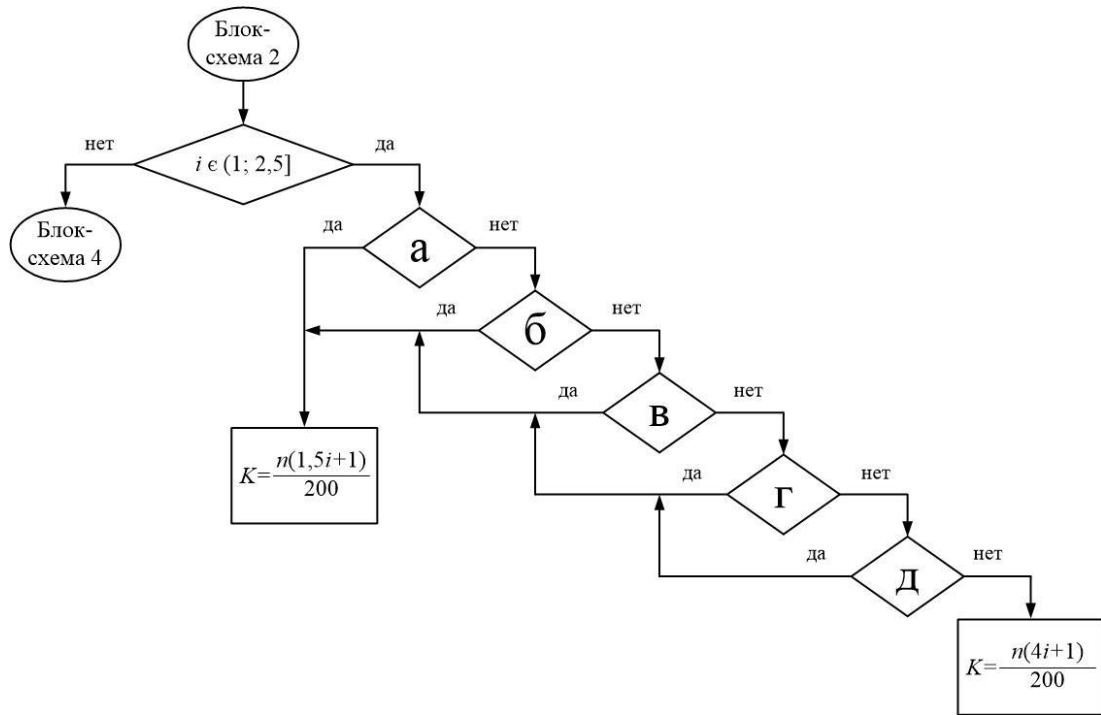 Блок-
схема 2
нет
да
i є (1; 2,5]
Блок-
схема 4
да
нет
а
да
нет
б
да
нет
в
K=n(1,5i+1)/200
да
нет
г
да
нет
д
K=n(4i+1)/200